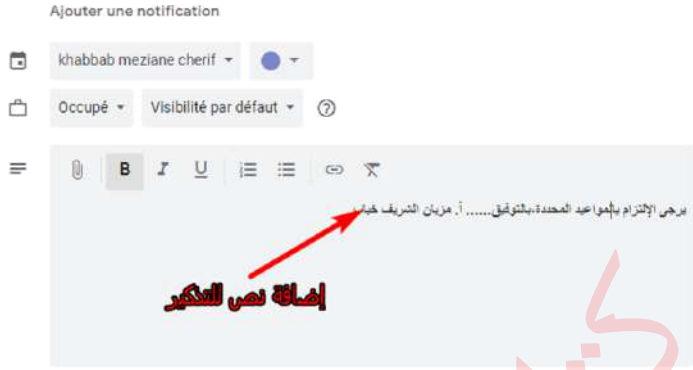 Ajouter une notification
khabbab meziane cherif
Occupé Visibilité par défaut
B I U
يرجى الإلتزام بالمواعيد المحددة،بالتوفيق...... أ. مزيان الشريف خباب
إضافة نص للتذكير